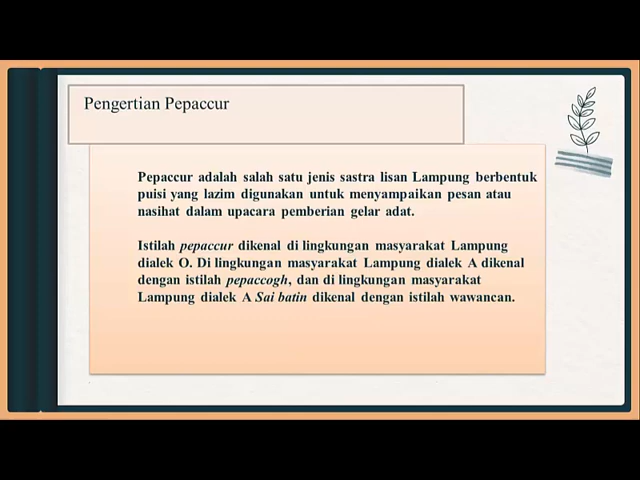 Pengertian Pepaccur
Pepaccur adalah salah satu jenis sastra lisan Lampung berbentuk
puisi yang lazim digunakan untuk menyampaikan pesan atau
nasihat dalam upacara pemberian gelar adat.
Istilah pepaccur dikenal di lingkungan masyarakat Lampung
dialek O. Di lingkungan masyarakat Lampung dialek A dikenal
dengan istilah pepaccogh, dan di lingkungan masyarakat
Lampung dialek A Sai batin dikenal dengan istilah wawancan.